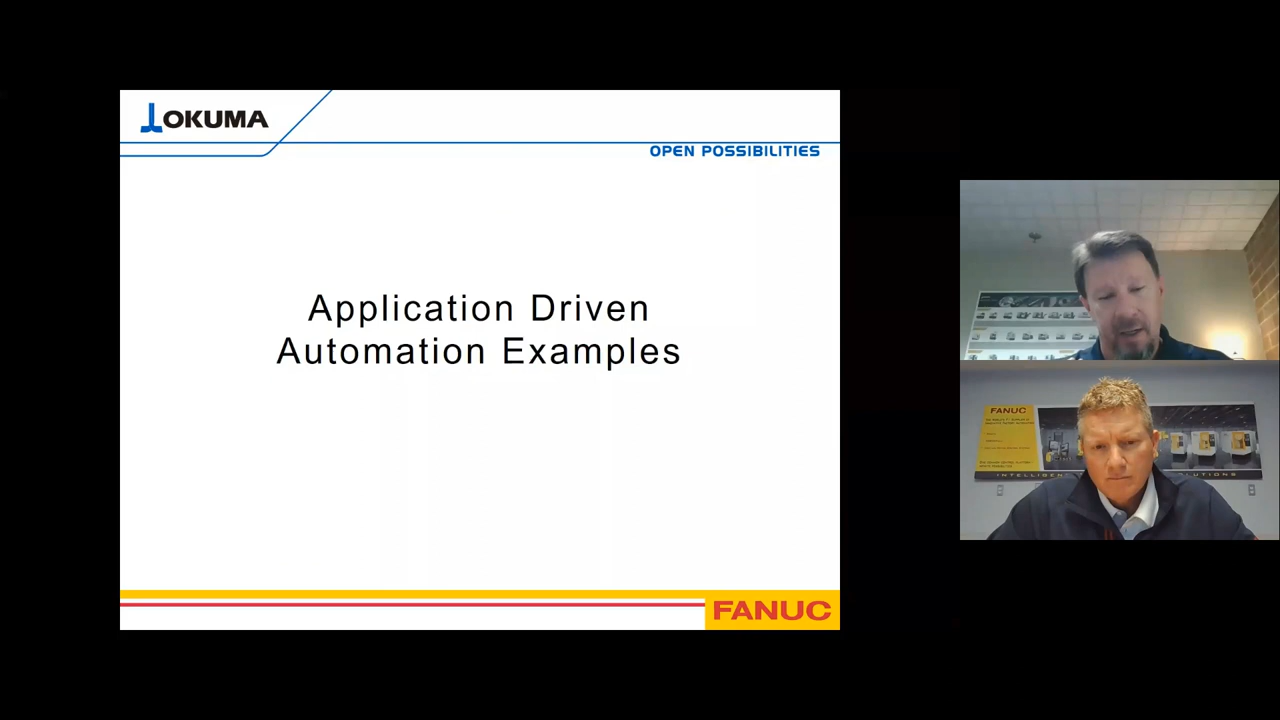 OKUMA
OPEN POSSIBILITIES
Application Driven
Automation Examples
FANUC
FANUC